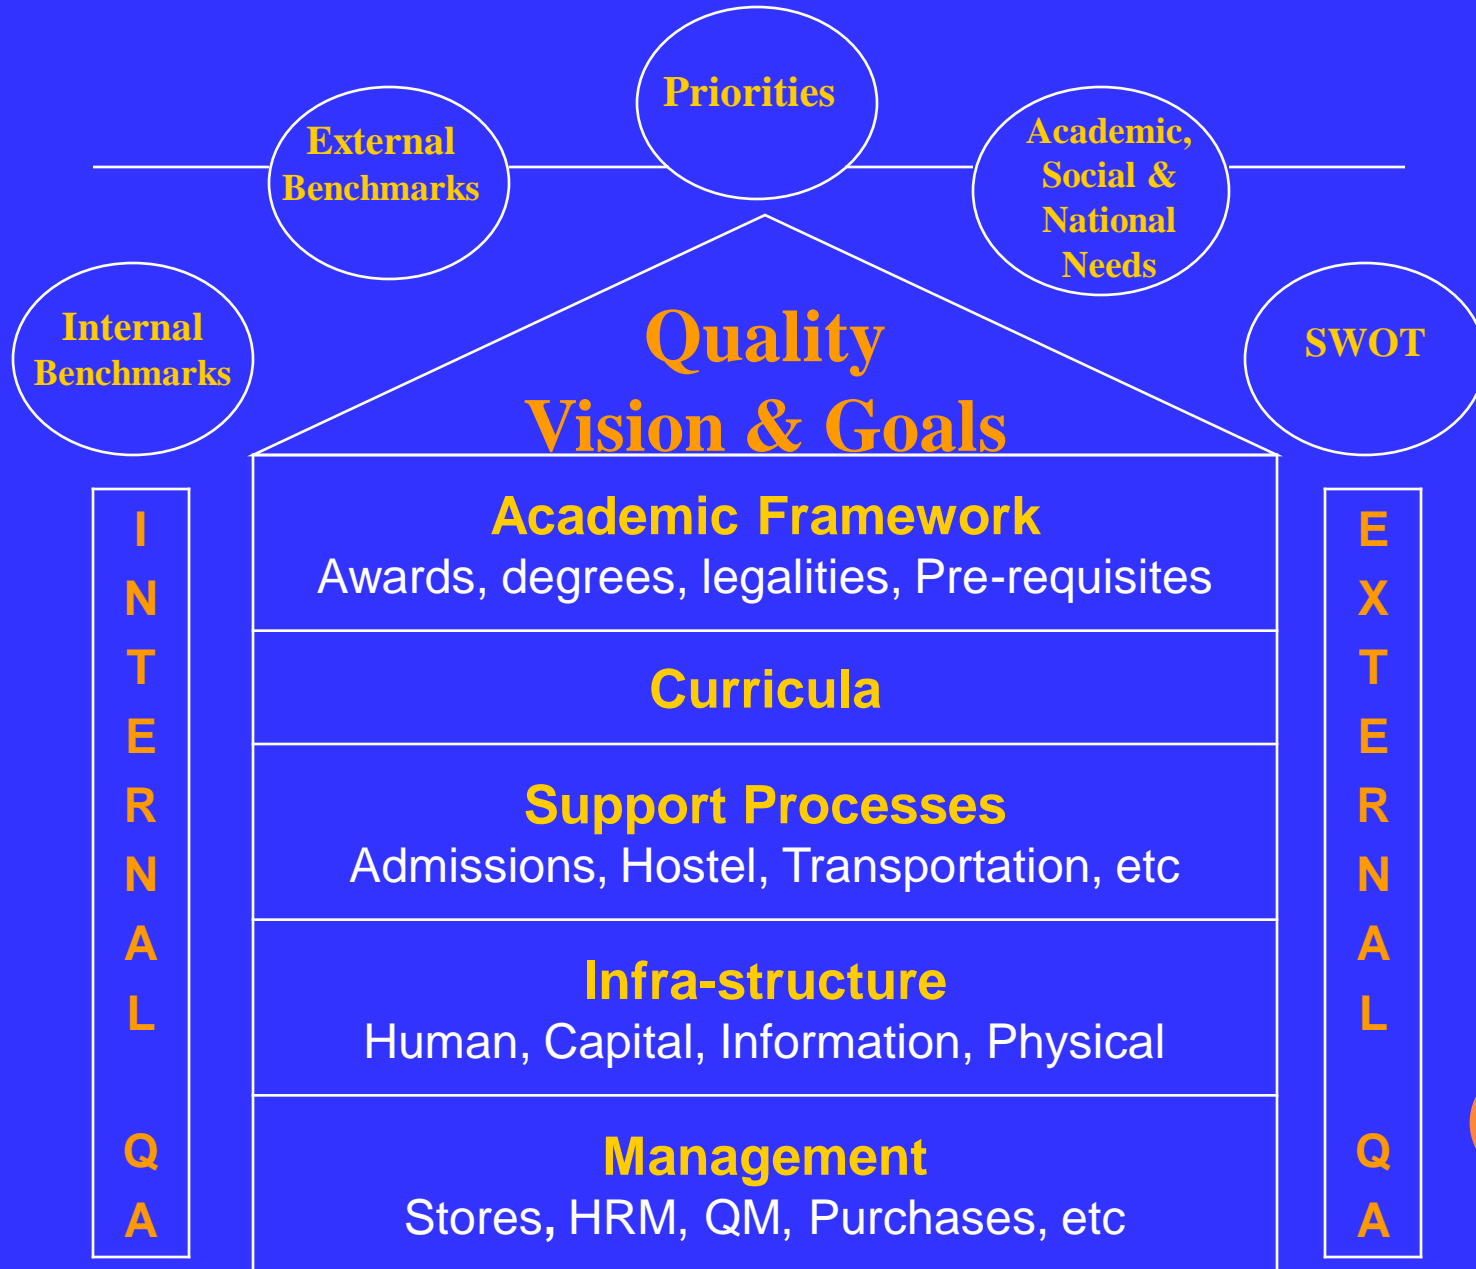 Priorities
External
Benchmarks
Academic,
Social &
National
Needs
Internal
Benchmarks
SWOT
Quality
Vision & Goals
Academic Framework
Awards, degrees, legalities, Pre-requisites
Curricula
Support Processes
Admissions, Hostel, Transportation, etc
Infra-structure
Human, Capital, Information, Physical
Management
Stores, HRM, QM, Purchases, etc
INTERNAL QA
EXTERNAL QA